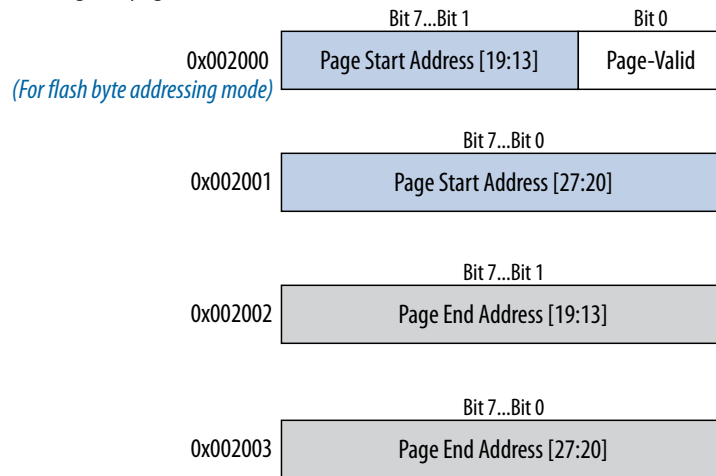 Bit 7...Bit 1 Bit 0
0x002000 Page Start Address [19:13] Page-Valid
(For flash byte addressing mode)
Bit 7...Bit 0
0x002001 Page Start Address [27:20]
Bit 7...Bit 1
0x002002 Page End Address [19:13]
Bit 7...Bit 0
0x002003 Page End Address [27:20]